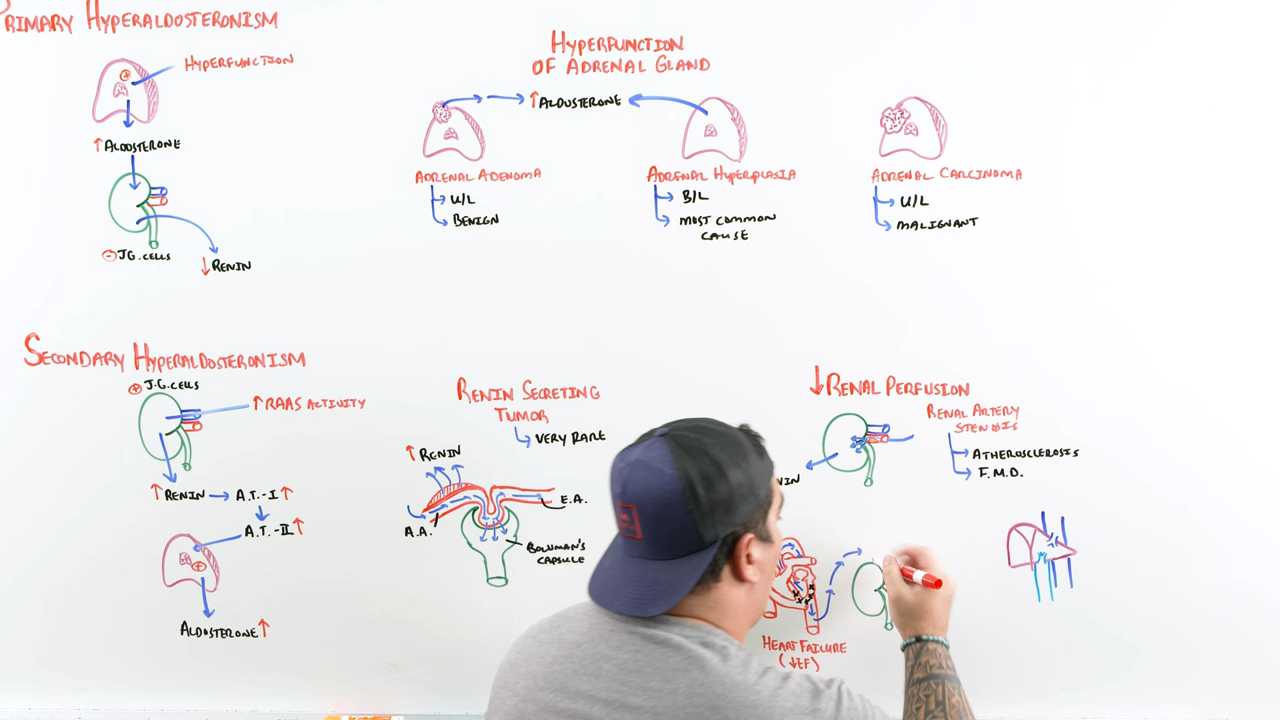 PRIMARY HYPERALDOSTERONISM
HYPERFUNCTION
↑ALDOSTERONE
⊖ J.G. CELLS
↓RENIN
HYPERFUNCTION
OF ADRENAL GLAND
↑ALDOSTERONE
ADRENAL ADENOMA
U/L
BENIGN
ADRENAL HYPERPLASIA
B/L
MOST COMMON
CAUSE
ADRENAL CARCINOMA
U/L
MALIGNANT
SECONDARY HYPERALDOSTERONISM
⊕ J.G. CELLS
↑RAAS ACTIVITY
↑RENIN → A.T.-I↑
A.T.-II↑
ALDOSTERONE↑
RENIN SECRETING
TUMOR
VERY RARE
↑RENIN
A.A.
E.A.
BOWMAN'S
CAPSULE
↓RENAL PERFUSION
RENAL ARTERY
STENOSIS
ATHEROSCLEROSIS
F.M.D.
HEART FAILURE
(↓EF)